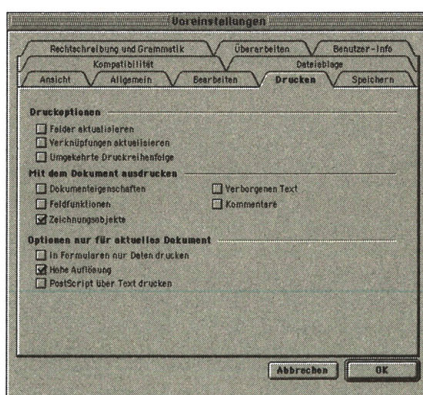 Voreinstellungen
Rechtschreibung und Grammatik Überarbeiten Benutzer-Info
Kompatibilität Dateiablage
Ansicht Allgemein Bearbeiten Drucken Speichern
Druckoptionen
Felder aktualisieren
Verknüpfungen aktualisieren
Umgekehrte Druckreihenfolge
Mit dem Dokument ausdrucken
Dokumenteigenschaften Verborgenen Text
Feldfunktionen Kommentare
Zeichnungsobjekte
Optionen nur für aktuelles Dokument
In Formularen nur Daten drucken
Hohe Auflösung
PostScript über Text drucken
Abbrechen OK